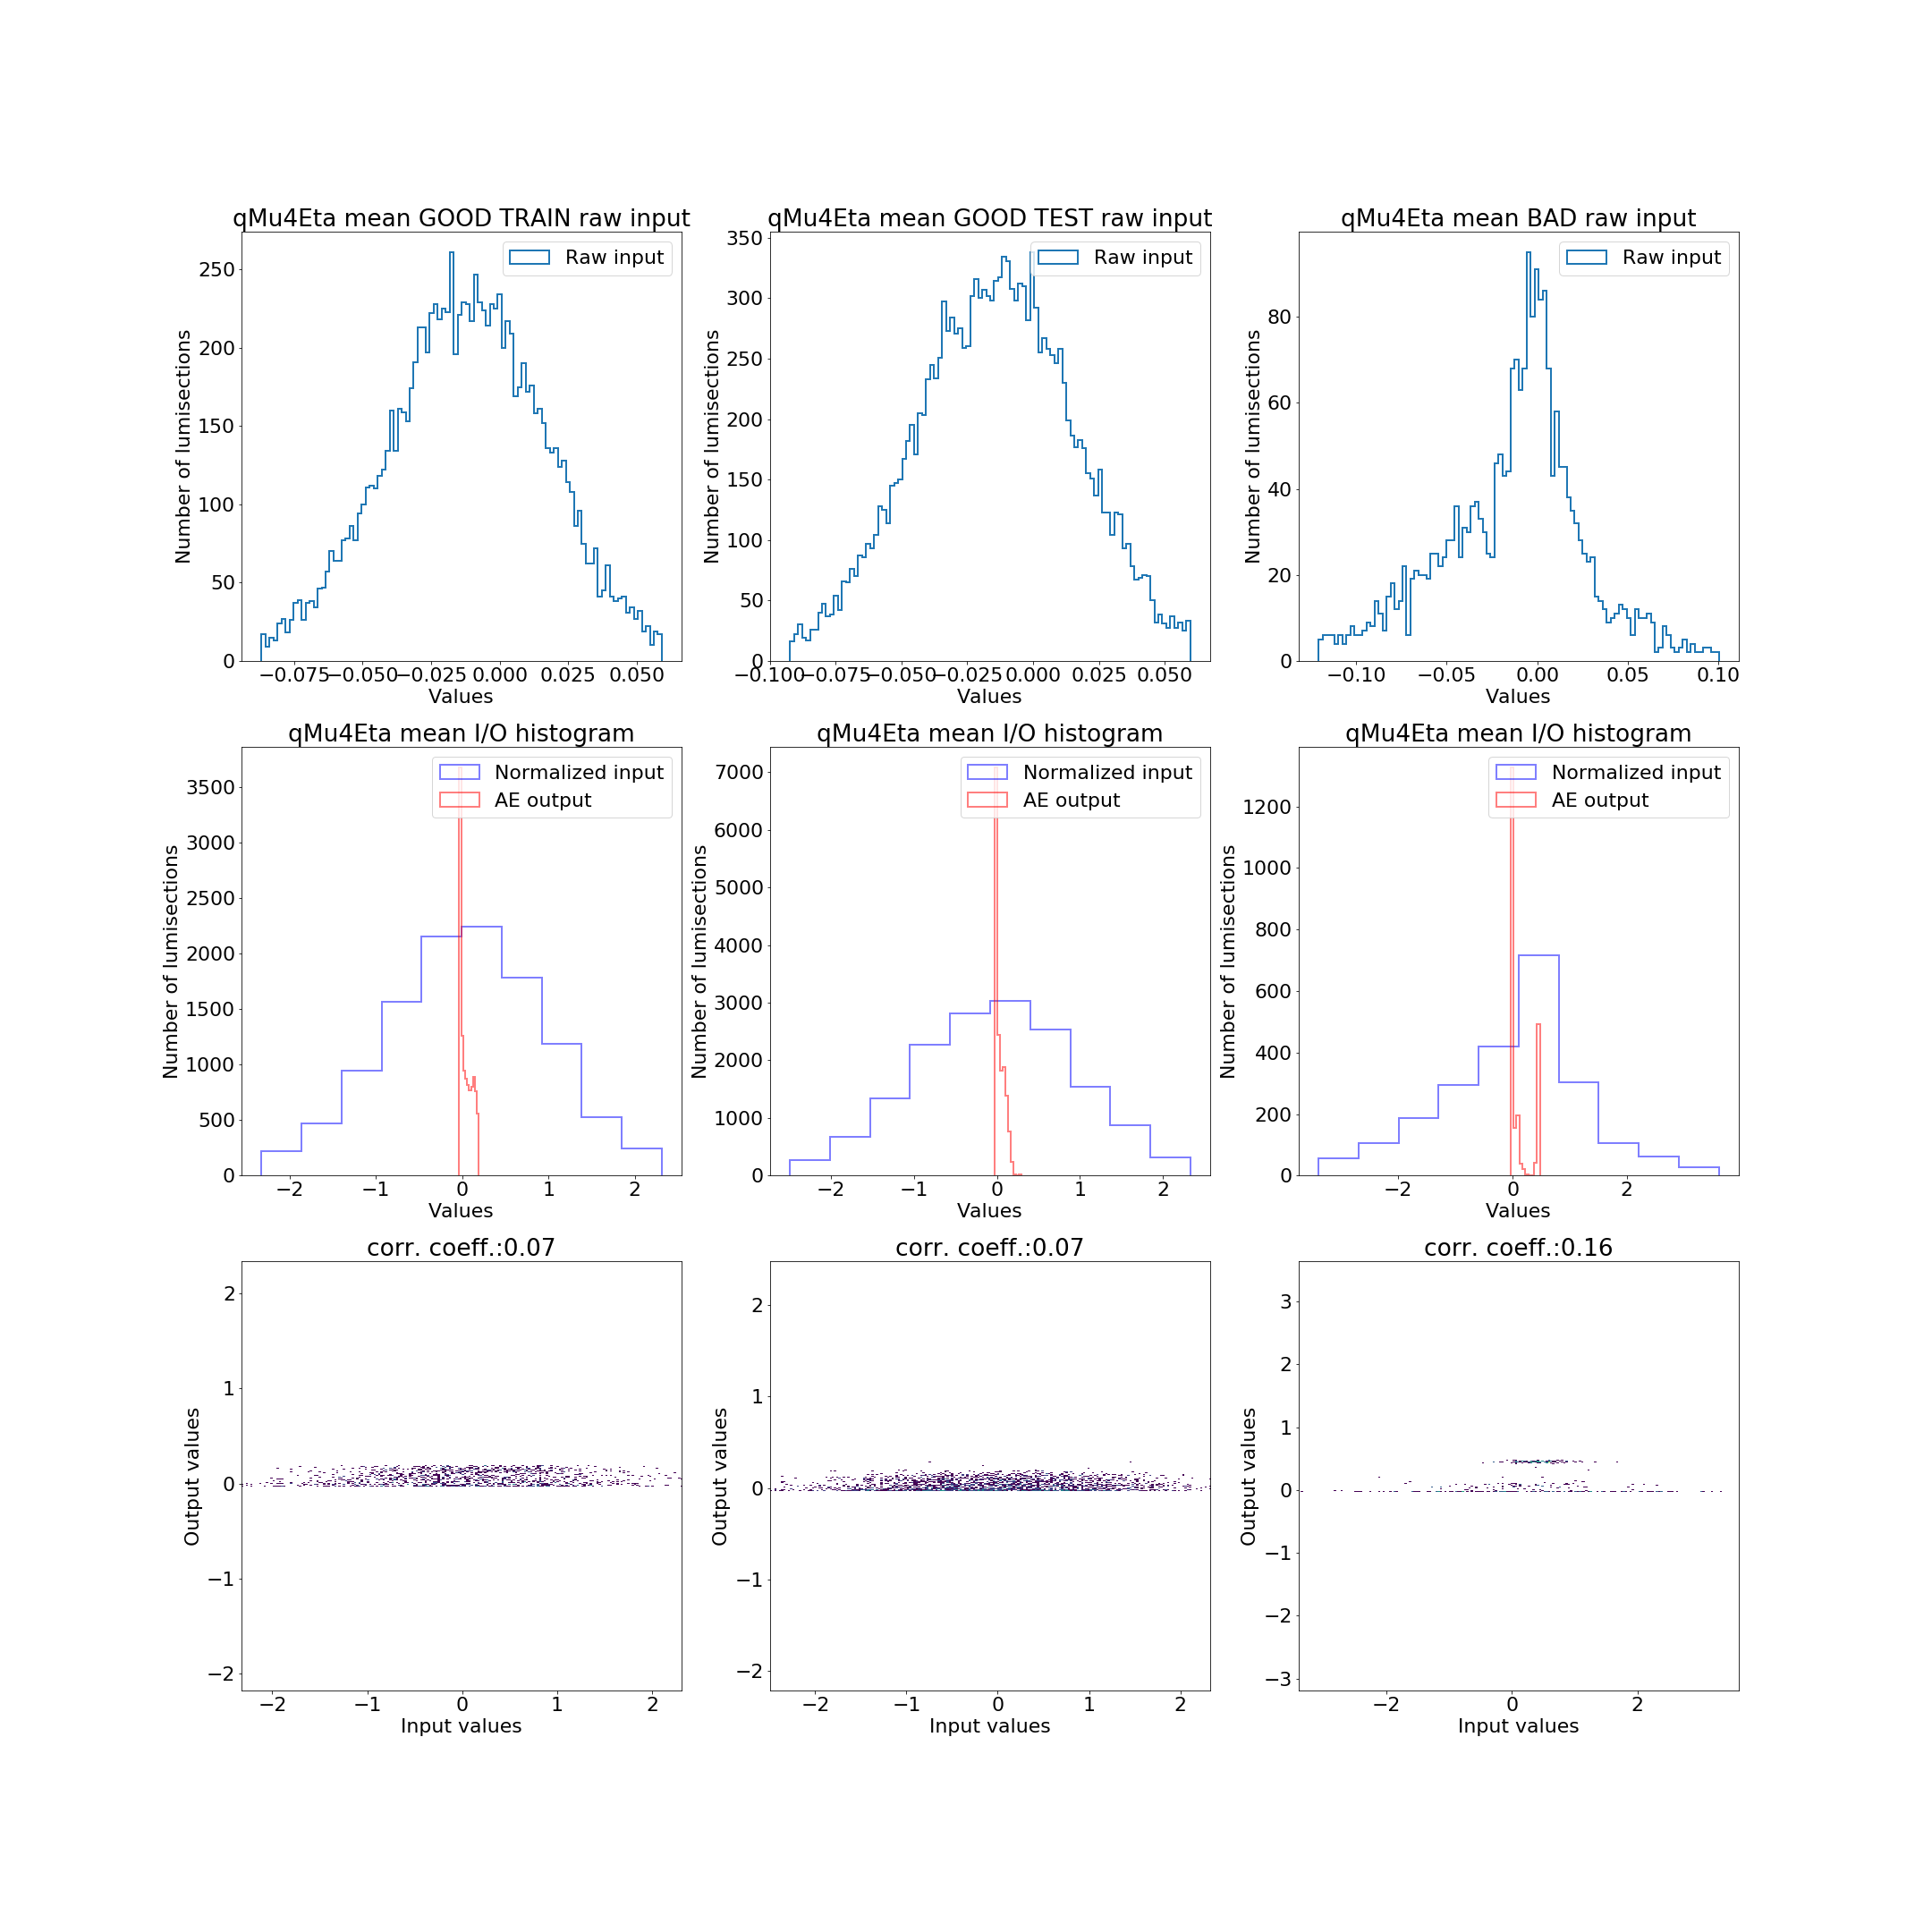 qMu4Eta mean GOOD TRAIN raw input
Raw input
Number of lumisections
250
200
150
100
50
0
−0.075 −0.050 −0.025 0.000 0.025 0.050
Values
qMu4Eta mean GOOD TEST raw input
Raw input
Number of lumisections
350
300
250
200
150
100
50
0
−0.100 −0.075 −0.050 −0.025 0.000 0.025 0.050
Values
qMu4Eta mean BAD raw input
Raw input
Number of lumisections
80
60
40
20
0
−0.10 −0.05 0.00 0.05 0.10
Values
qMu4Eta mean I/O histogram
Normalized input
AE output
Number of lumisections
3500
3000
2500
2000
1500
1000
500
0
−2 −1 0 1 2
Values
qMu4Eta mean I/O histogram
Normalized input
AE output
Number of lumisections
7000
6000
5000
4000
3000
2000
1000
0
−2 −1 0 1 2
Values
qMu4Eta mean I/O histogram
Normalized input
AE output
Number of lumisections
1200
1000
800
600
400
200
0
−2 0 2
Values
corr. coeff.:0.07
Output values
2
1
0
−1
−2
−2 −1 0 1 2
Input values
corr. coeff.:0.07
Output values
2
1
0
−1
−2
−2 −1 0 1 2
Input values
corr. coeff.:0.16
Output values
3
2
1
0
−1
−2
−3
−2 0 2
Input values